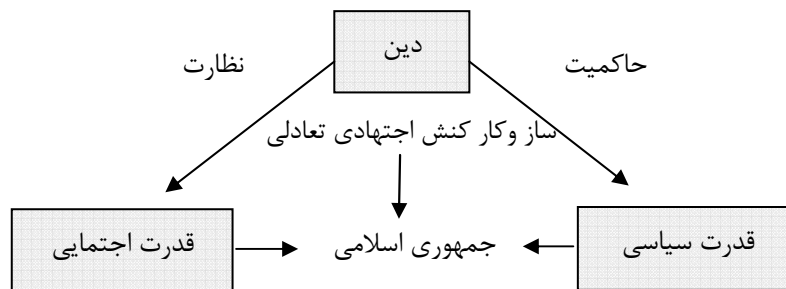 دین
حاکمیت
نظارت
ساز وکار کنش اجتهادی تعادلی
قدرت سیاسی
جمهوری اسلامی
قدرت اجتمایی